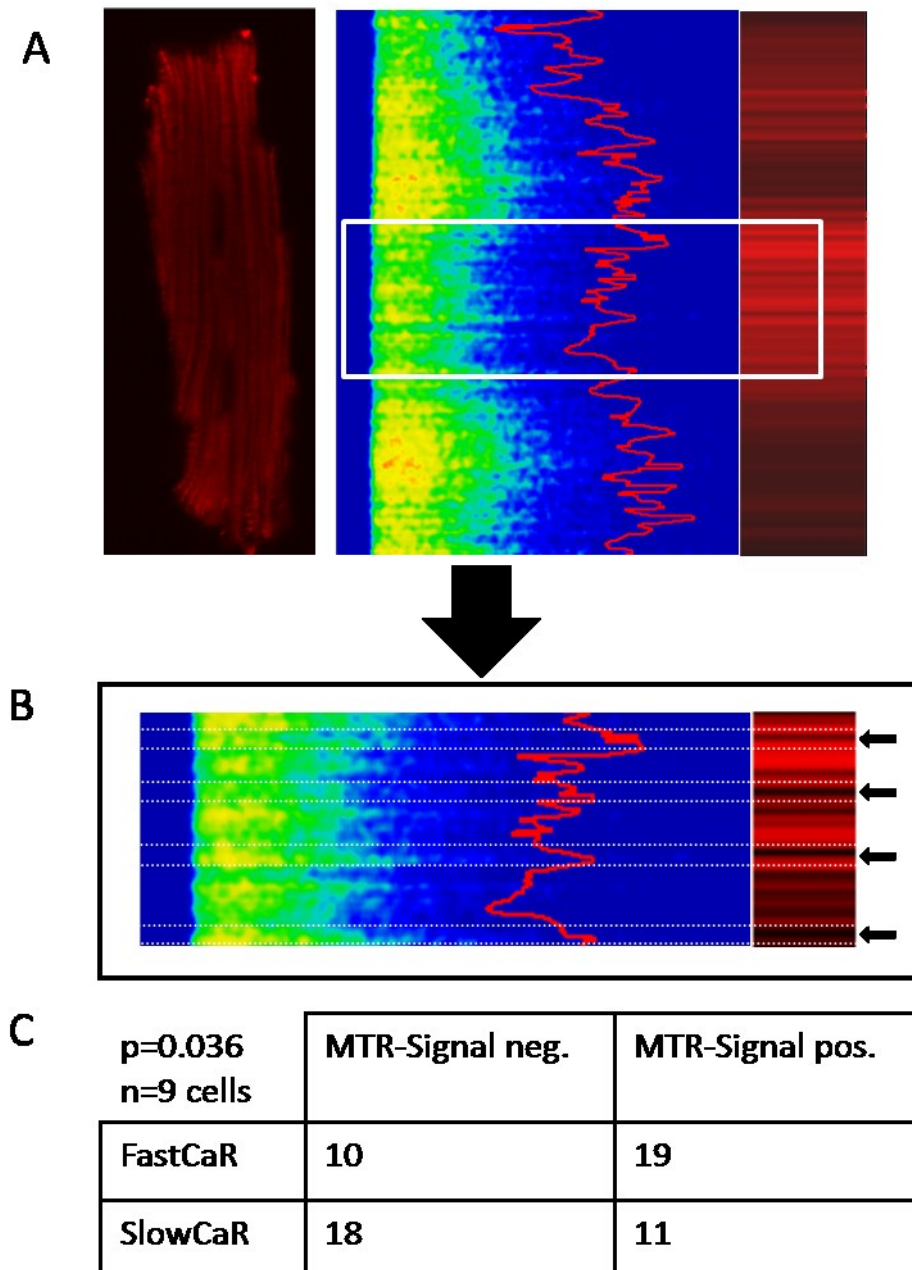 A
B
C
p=0.036
n=9 cells
MTR-Signal neg.
MTR-Signal pos.
FastCaR
10
19
SlowCaR
18
11